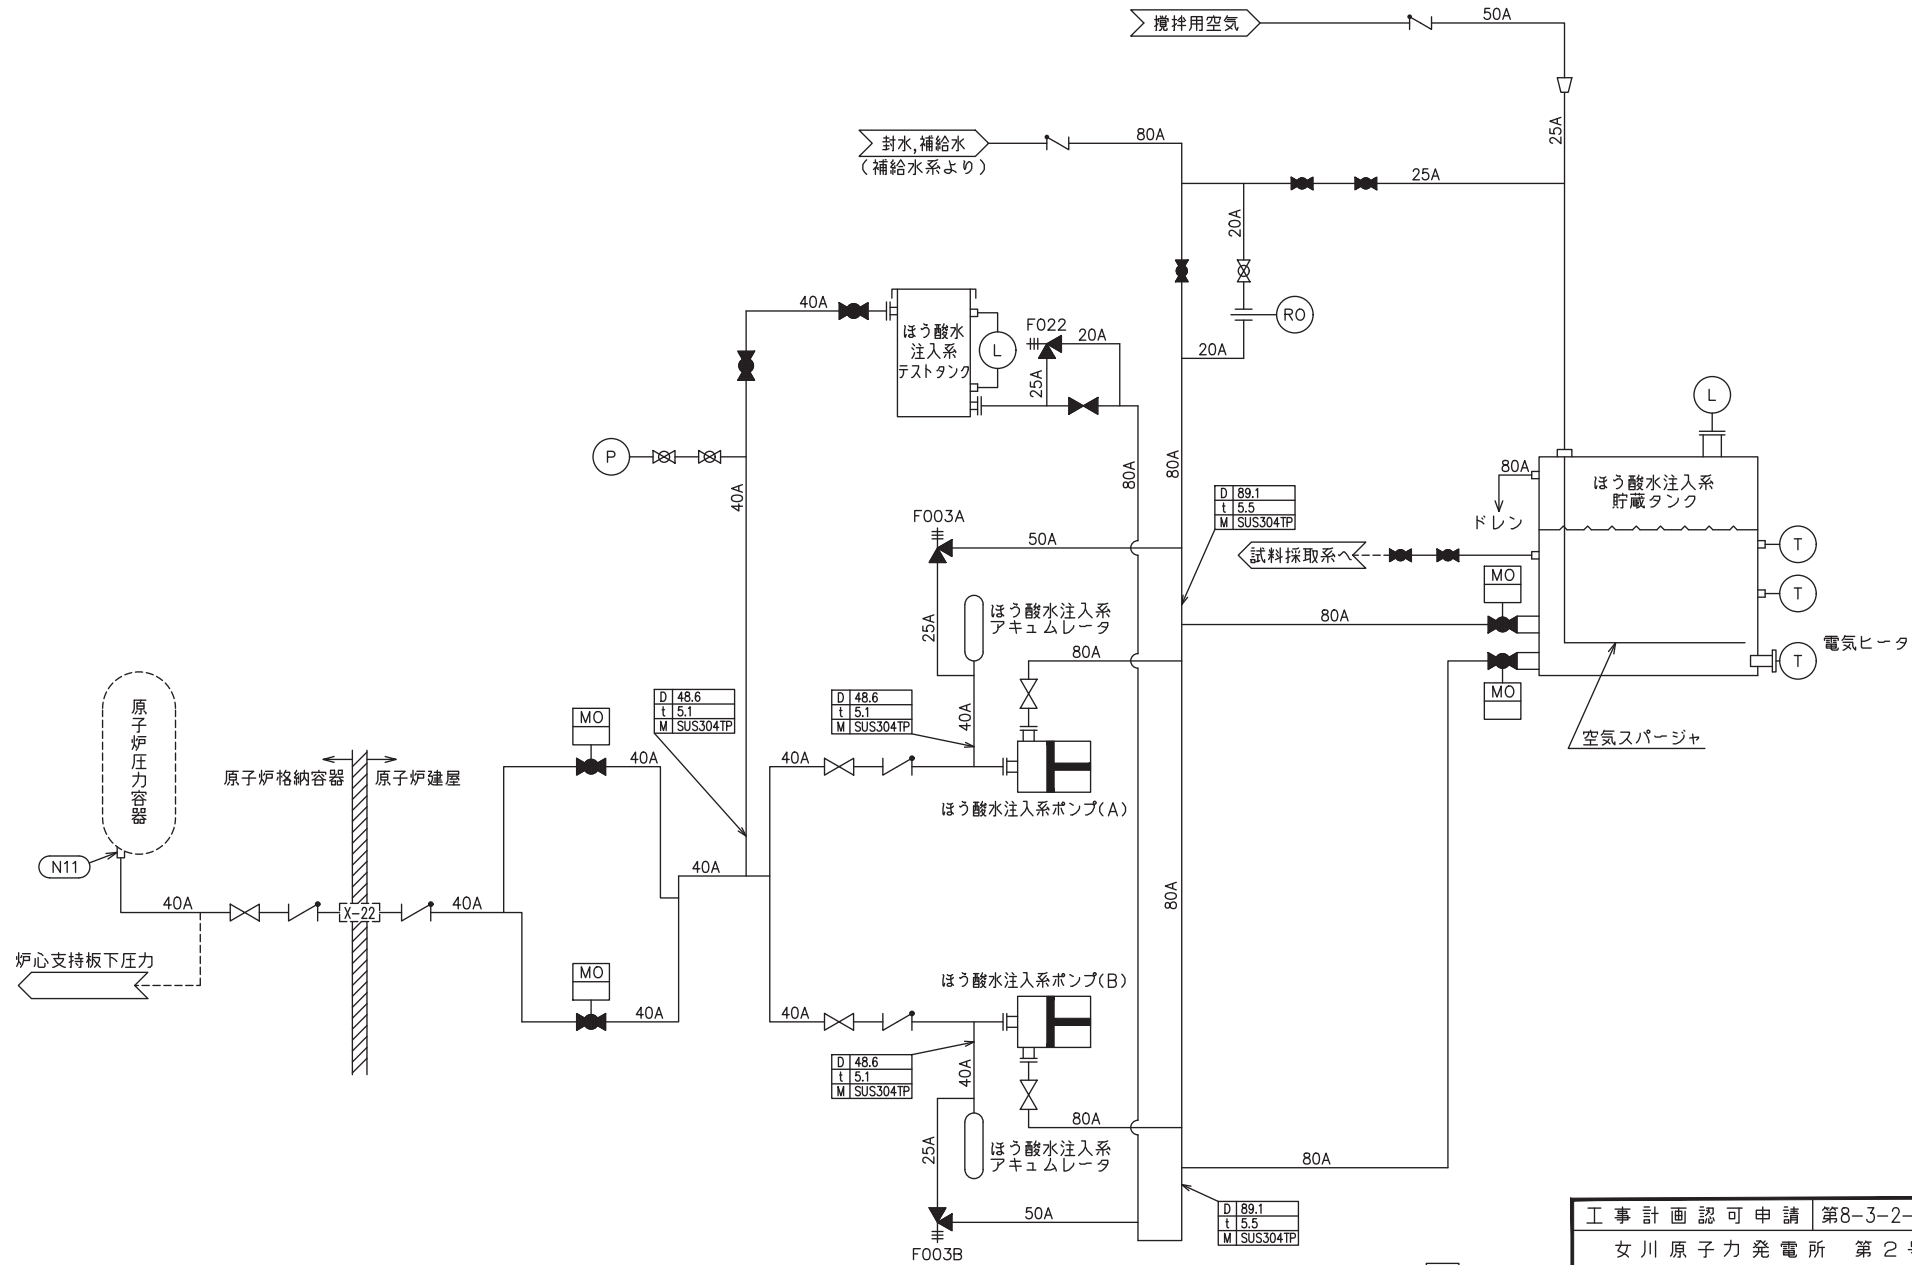 撹拌用空気
50A
25A
封水,補給水
(補給水系より)
80A
25A
20A
RO
20A
40A
ほう酸水
注入系
テストタンク
L
F022
20A
25A
P
40A
80A
80A
L
80A
ドレン
ほう酸水注入系
貯蔵タンク
D 89.1
t 5.5
M SUS304TP
試料採取系へ
T
MO
T
F003A
50A
25A
ほう酸水注入系
アキュムレータ
80A
80A
電気ヒータ
T
MO
空気スパージャ
D 48.6
t 5.1
M SUS304TP
D 48.6
t 5.1
M SUS304TP
40A
原子炉圧力容器
MO
40A
40A
原子炉格納容器
原子炉建屋
ほう酸水注入系ポンプ(A)
N11
40A
40A
X-22
40A
80A
炉心支持板下圧力
MO
40A
ほう酸水注入系ポンプ(B)
40A
D 48.6
t 5.1
M SUS304TP
40A
80A
25A
ほう酸水注入系
アキュムレータ
80A
50A
F003B
D 89.1
t 5.5
M SUS304TP
工事計画認可申請 第8-3-2-
女川原子力発電所 第2